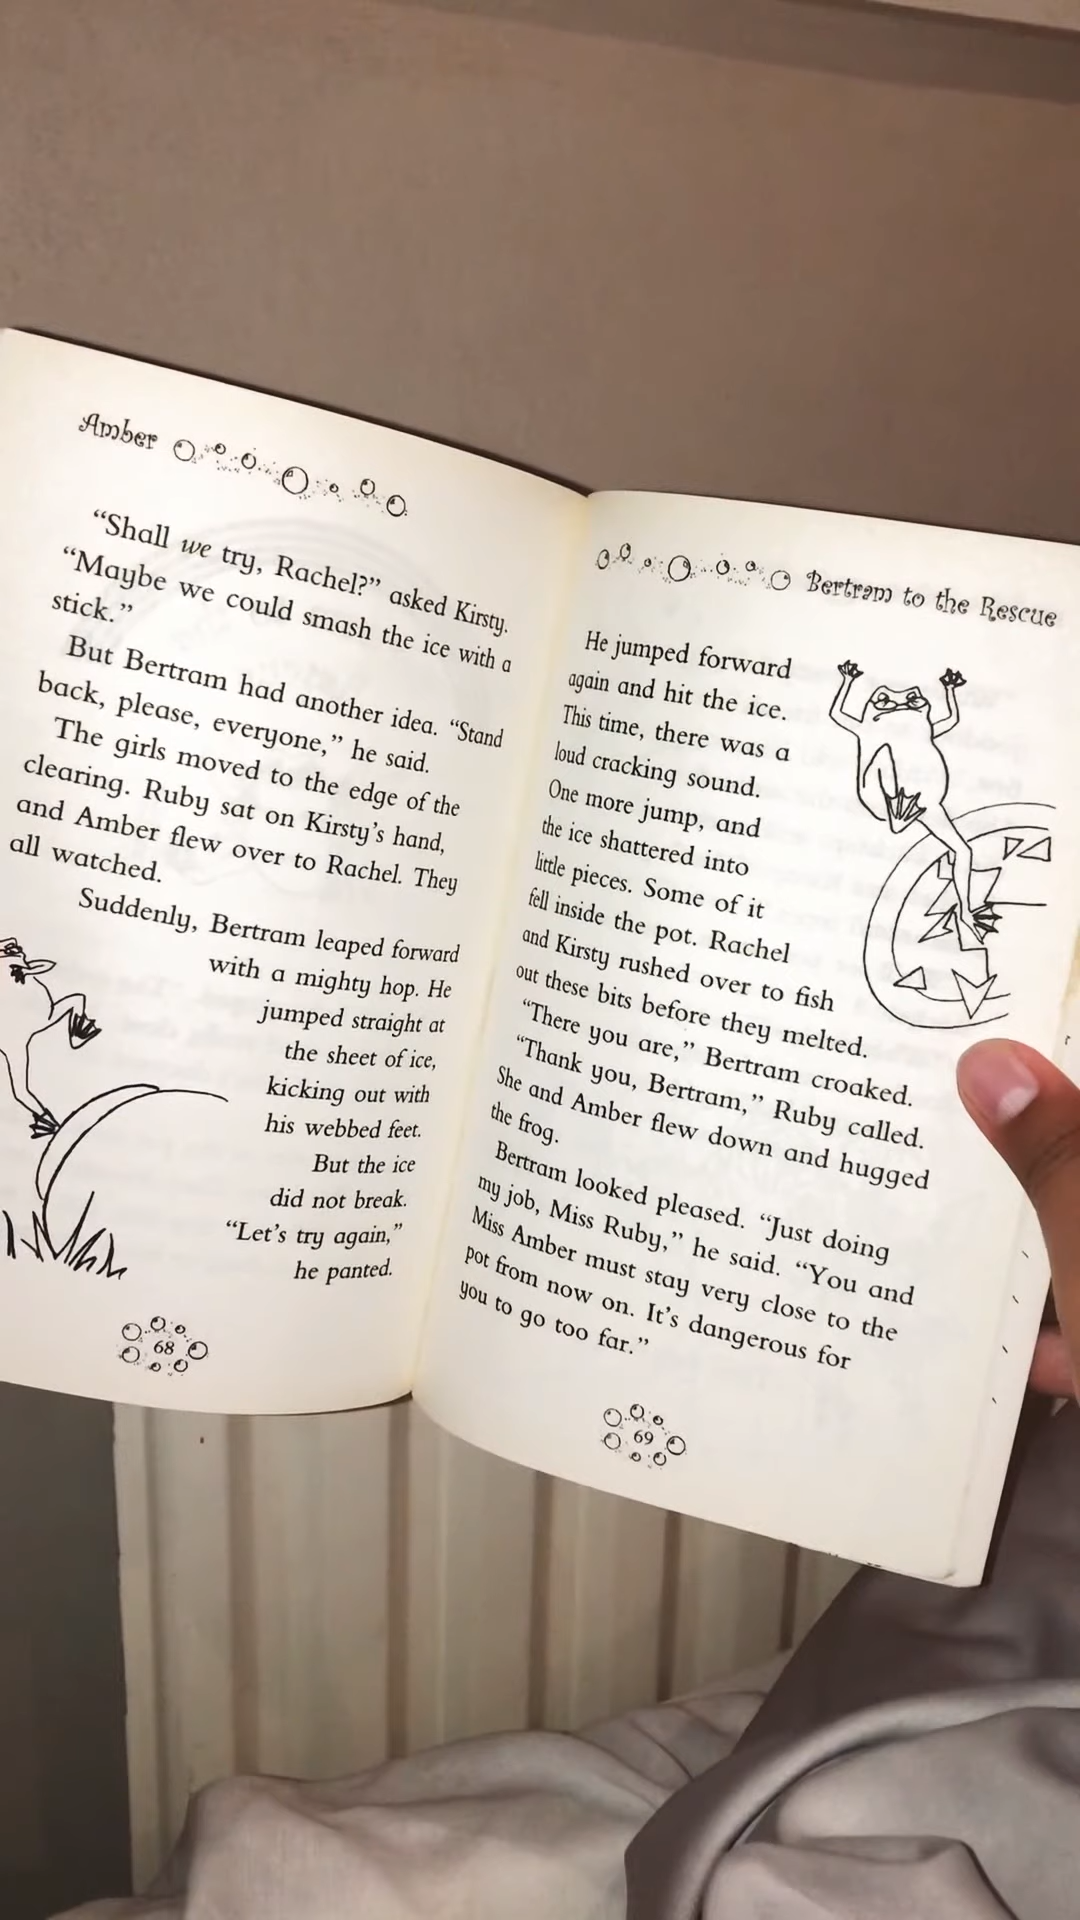 Amber
“Shall we try, Rachel?” asked Kirsty.
“Maybe we could smash the ice with a
stick.”
But Bertram had another idea. “Stand
back, please, everyone,” he said.
The girls moved to the edge of the
clearing. Ruby sat on Kirsty’s hand,
and Amber flew over to Rachel. They
all watched.
Suddenly, Bertram leaped forward
with a mighty hop. He
jumped straight at
the sheet of ice,
kicking out with
his webbed feet.
But the ice
did not break.
“Let’s try again,”
he panted.
68
Bertram to the Rescue
He jumped forward
again and hit the ice.
This time, there was a
loud cracking sound.
One more jump, and
the ice shattered into
little pieces. Some of it
fell inside the pot. Rachel
and Kirsty rushed over to fish
out these bits before they melted.
“There you are,” Bertram croaked.
“Thank you, Bertram,” Ruby called.
She and Amber flew down and hugged
the frog.
Bertram looked pleased. “Just doing
my job, Miss Ruby,” he said. “You and
Miss Amber must stay very close to the
pot from now on. It’s dangerous for
you to go too far.”
69